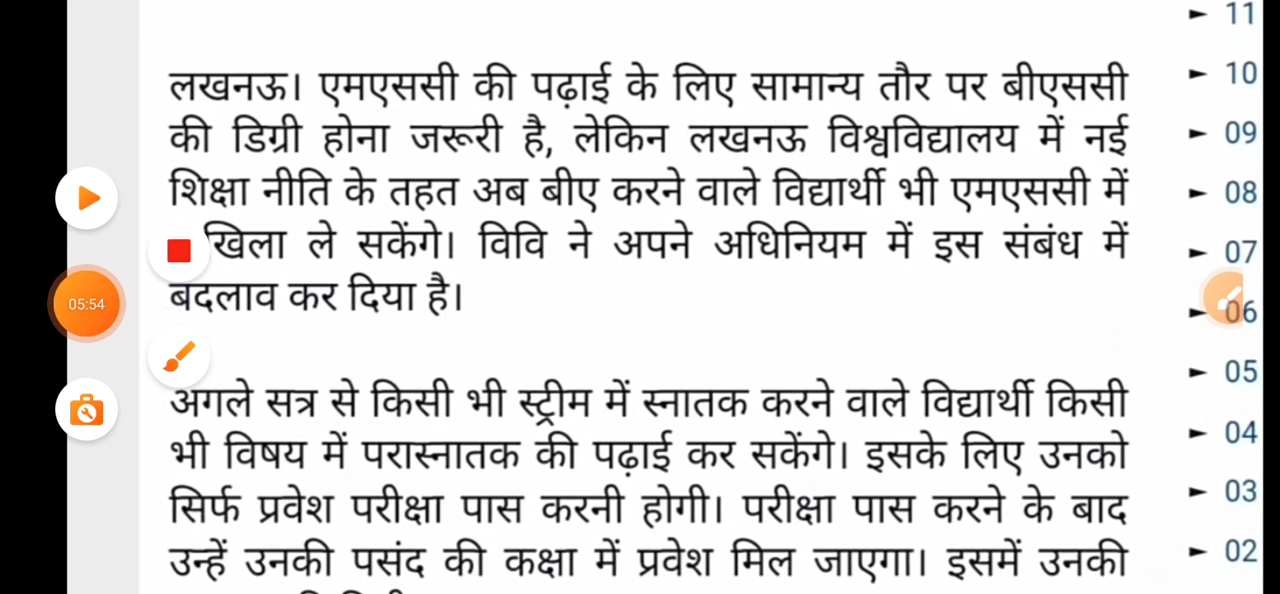 लखनऊ। एमएससी की पढ़ाई के लिए सामान्य तौर पर बीएससी
की डिग्री होना जरूरी है, लेकिन लखनऊ विश्वविद्यालय में नई
शिक्षा नीति के तहत अब बीए करने वाले विद्यार्थी भी एमएससी में
खिला ले सकेंगे। विवि ने अपने अधिनियम में इस संबंध में
बदलाव कर दिया है।
अगले सत्र से किसी भी स्ट्रीम में स्नातक करने वाले विद्यार्थी किसी
भी विषय में परास्नातक की पढ़ाई कर सकेंगे। इसके लिए उनको
सिर्फ प्रवेश परीक्षा पास करनी होगी। परीक्षा पास करने के बाद
उन्हें उनकी पसंद की कक्षा में प्रवेश मिल जाएगा। इसमें उनकी
05:54
► 11
► 10
► 09
► 08
► 07
► 06
► 05
► 04
► 03
► 02